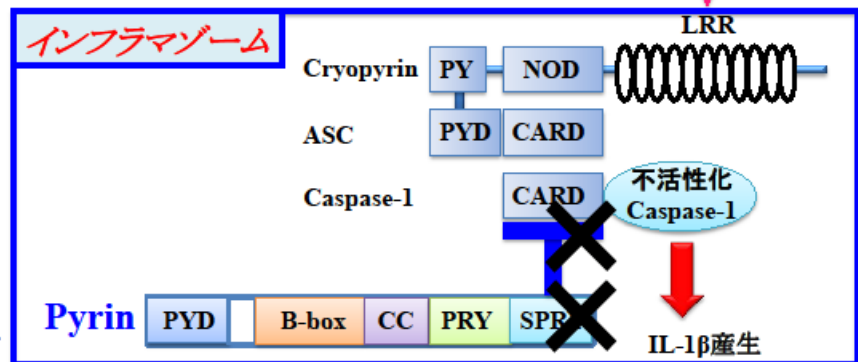 インフラマゾーム
LRR
Cryopyrin PY NOD
ASC PYD CARD
Caspase-1 CARD 不活性化
Caspase-1
Pyrin PYD B-box CC PRY
IL-1β産生